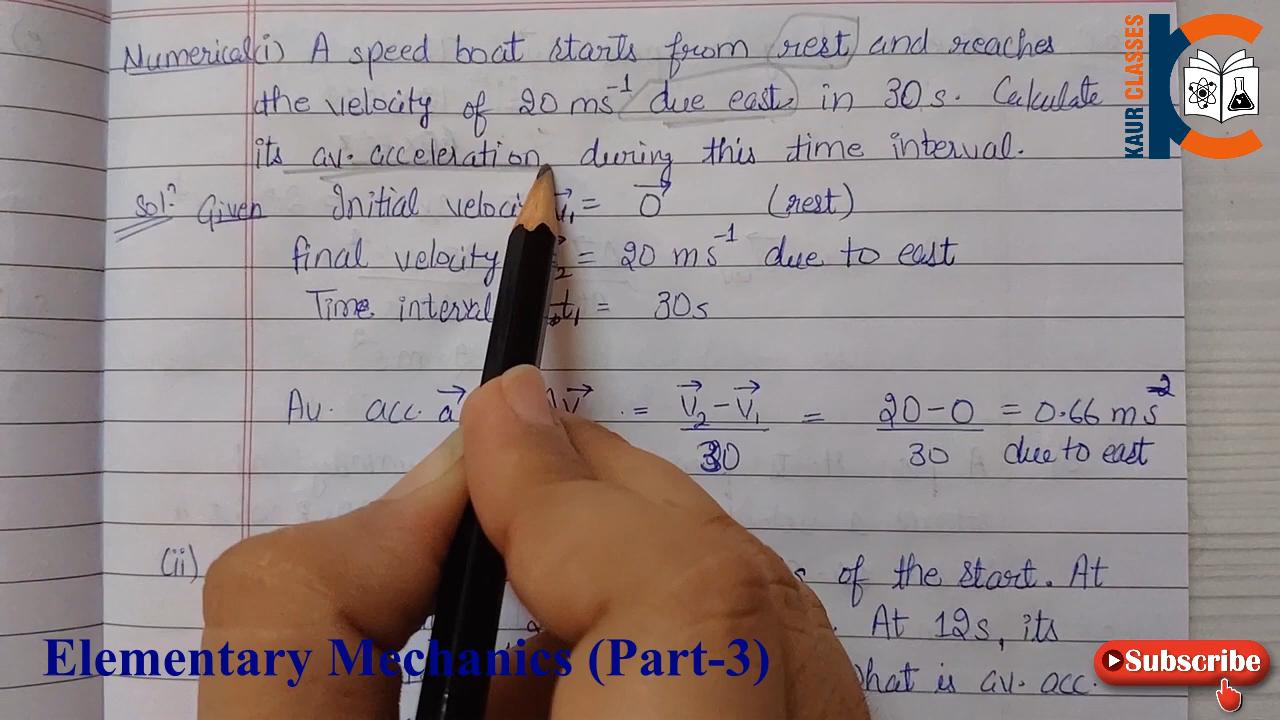 Numerical(i) A speed boat starts from rest and reaches
the velocity of 20 ms⁻¹ due east in 30 s. Calculate
its av. acceleration during this time interval.
Sol? Given Initial veloci v⃗₁ = 0⃗ (rest)
final velocity ₂ = 20 ms⁻¹ due to east
Time interval t₁ = 30s
Av. acc. a⃗ v⃗ = v⃗₂ - v⃗₁ / 30 = 20 - 0 / 30 = 0.66 ms⁻² due to east
(ii) of the start. At
At 12s, its
hat is av. acc.
KAUR CLASSES
Elementary Mechanics (Part-3)
Subscribe